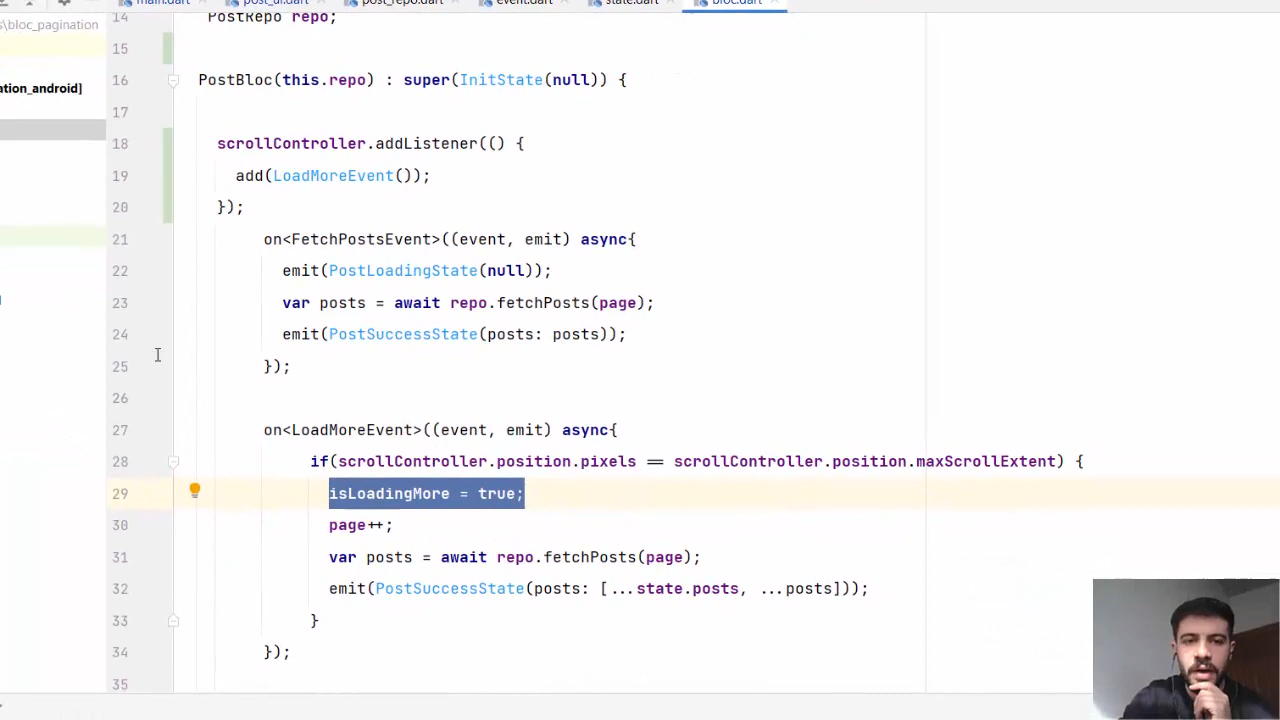 main.dart post_ui.dart post_repo.dart event.dart state.dart bloc.dart
s\bloc_pagination
ation_android]
14 PostRepo repo;
15
16 PostBloc(this.repo) : super(InitState(null)) {
17
18 scrollController.addListener(() {
19 add(LoadMoreEvent());
20 });
21 on<FetchPostsEvent>((event, emit) async{
22 emit(PostLoadingState(null));
23 var posts = await repo.fetchPosts(page);
24 emit(PostSuccessState(posts: posts));
25 });
26
27 on<LoadMoreEvent>((event, emit) async{
28 if(scrollController.position.pixels == scrollController.position.maxScrollExtent) {
29 isLoadingMore = true;
30 page++;
31 var posts = await repo.fetchPosts(page);
32 emit(PostSuccessState(posts: [...state.posts, ...posts]));
33 }
34 });
35